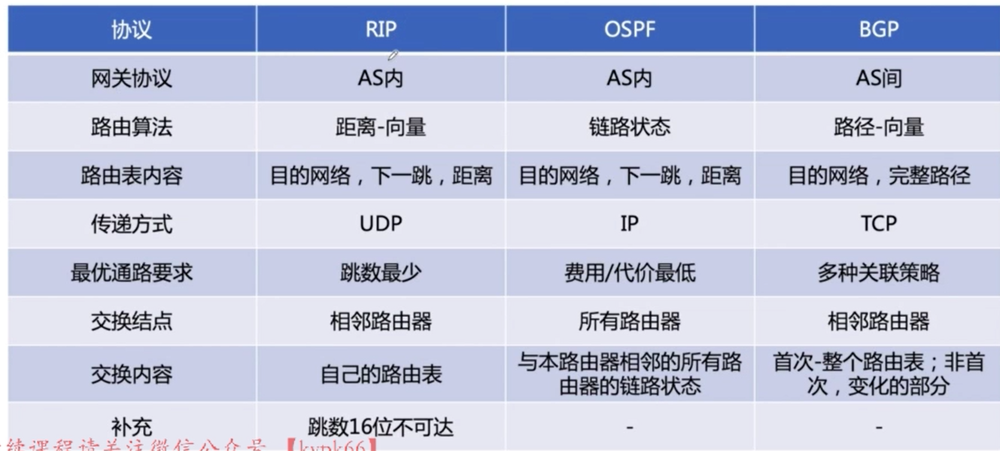 协议 RIP OSPF BGP
网关协议 AS内 AS内 AS间
路由算法 距离-向量 链路状态 路径-向量
路由表内容 目的网络，下一跳，距离 目的网络，下一跳，距离 目的网络，完整路径
传递方式 UDP IP TCP
最优通路要求 跳数最少 费用/代价最低 多种关联策略
交换结点 相邻路由器 所有路由器 相邻路由器
交换内容 自己的路由表 与本路由器相邻的所有路 首次-整个路由表；非首
由器的链路状态 次，变化的部分
补充 跳数16位不可达 - -
续课程请关注微信公众号 【kypk66】